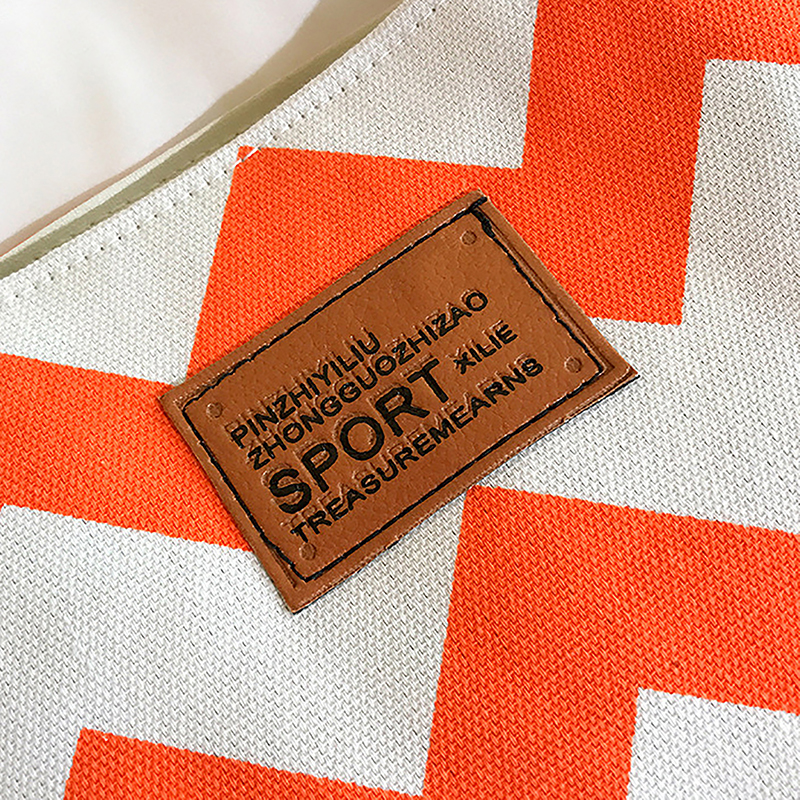 PINZHIYILIU
ZHONGGUOZHIZAO
SPORT XILIE
TREASUREMEARNS